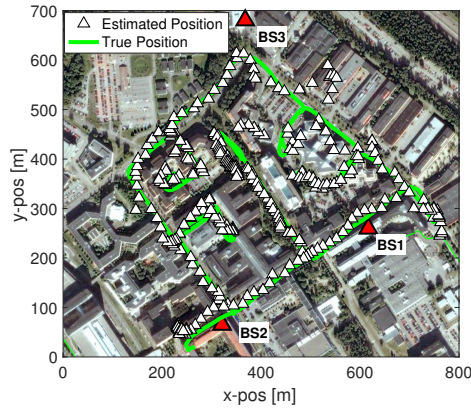 700
600
500
400
300
200
100
0
y-pos [m]
Estimated Position
True Position
BS3
BS1
BS2
0
200
400
600
800
x-pos [m]